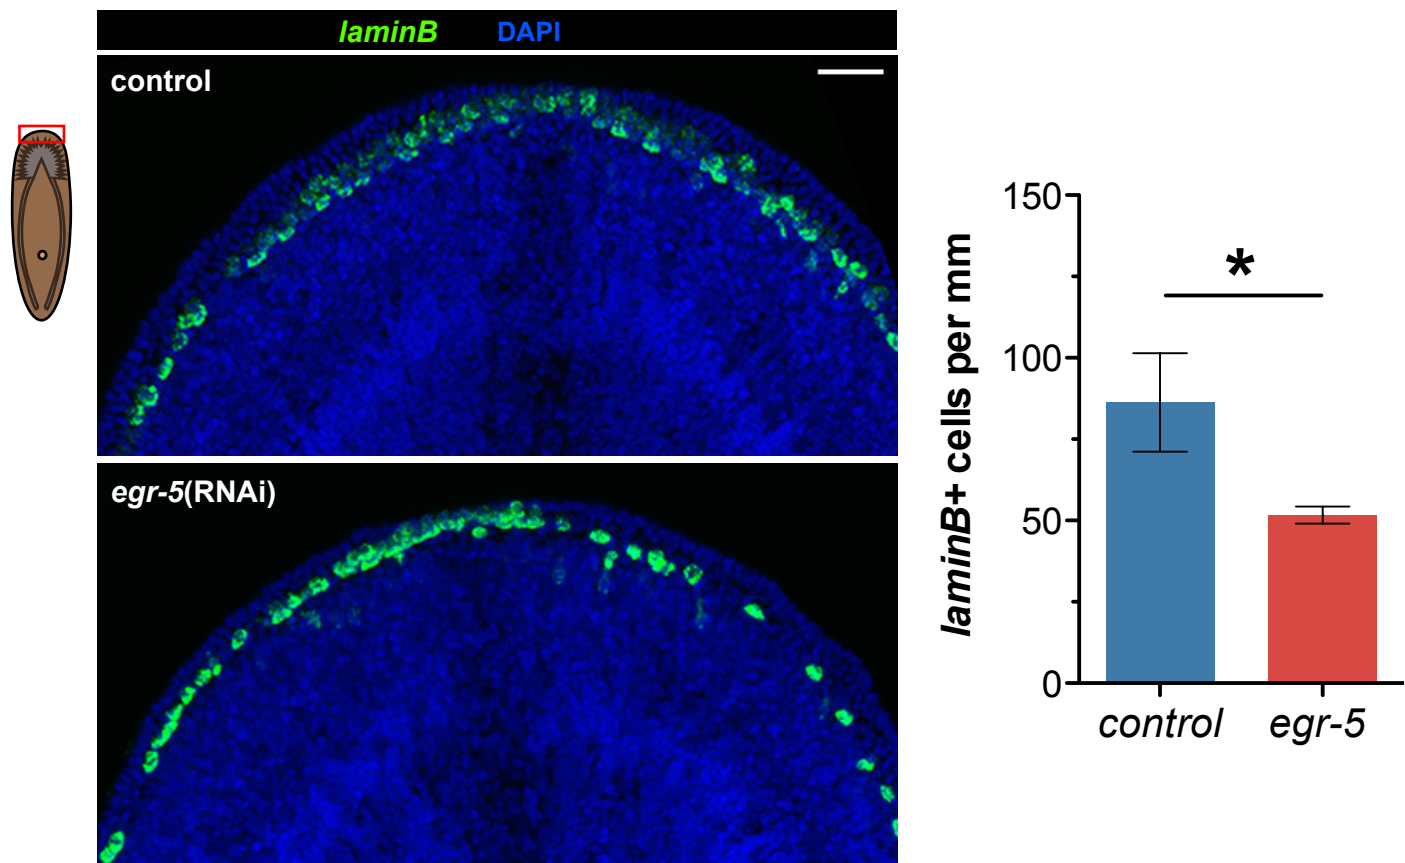 laminB DAPI
control
egr-5(RNAi)
laminB+ cells per mm
150
100
50
0
*
control egr-5